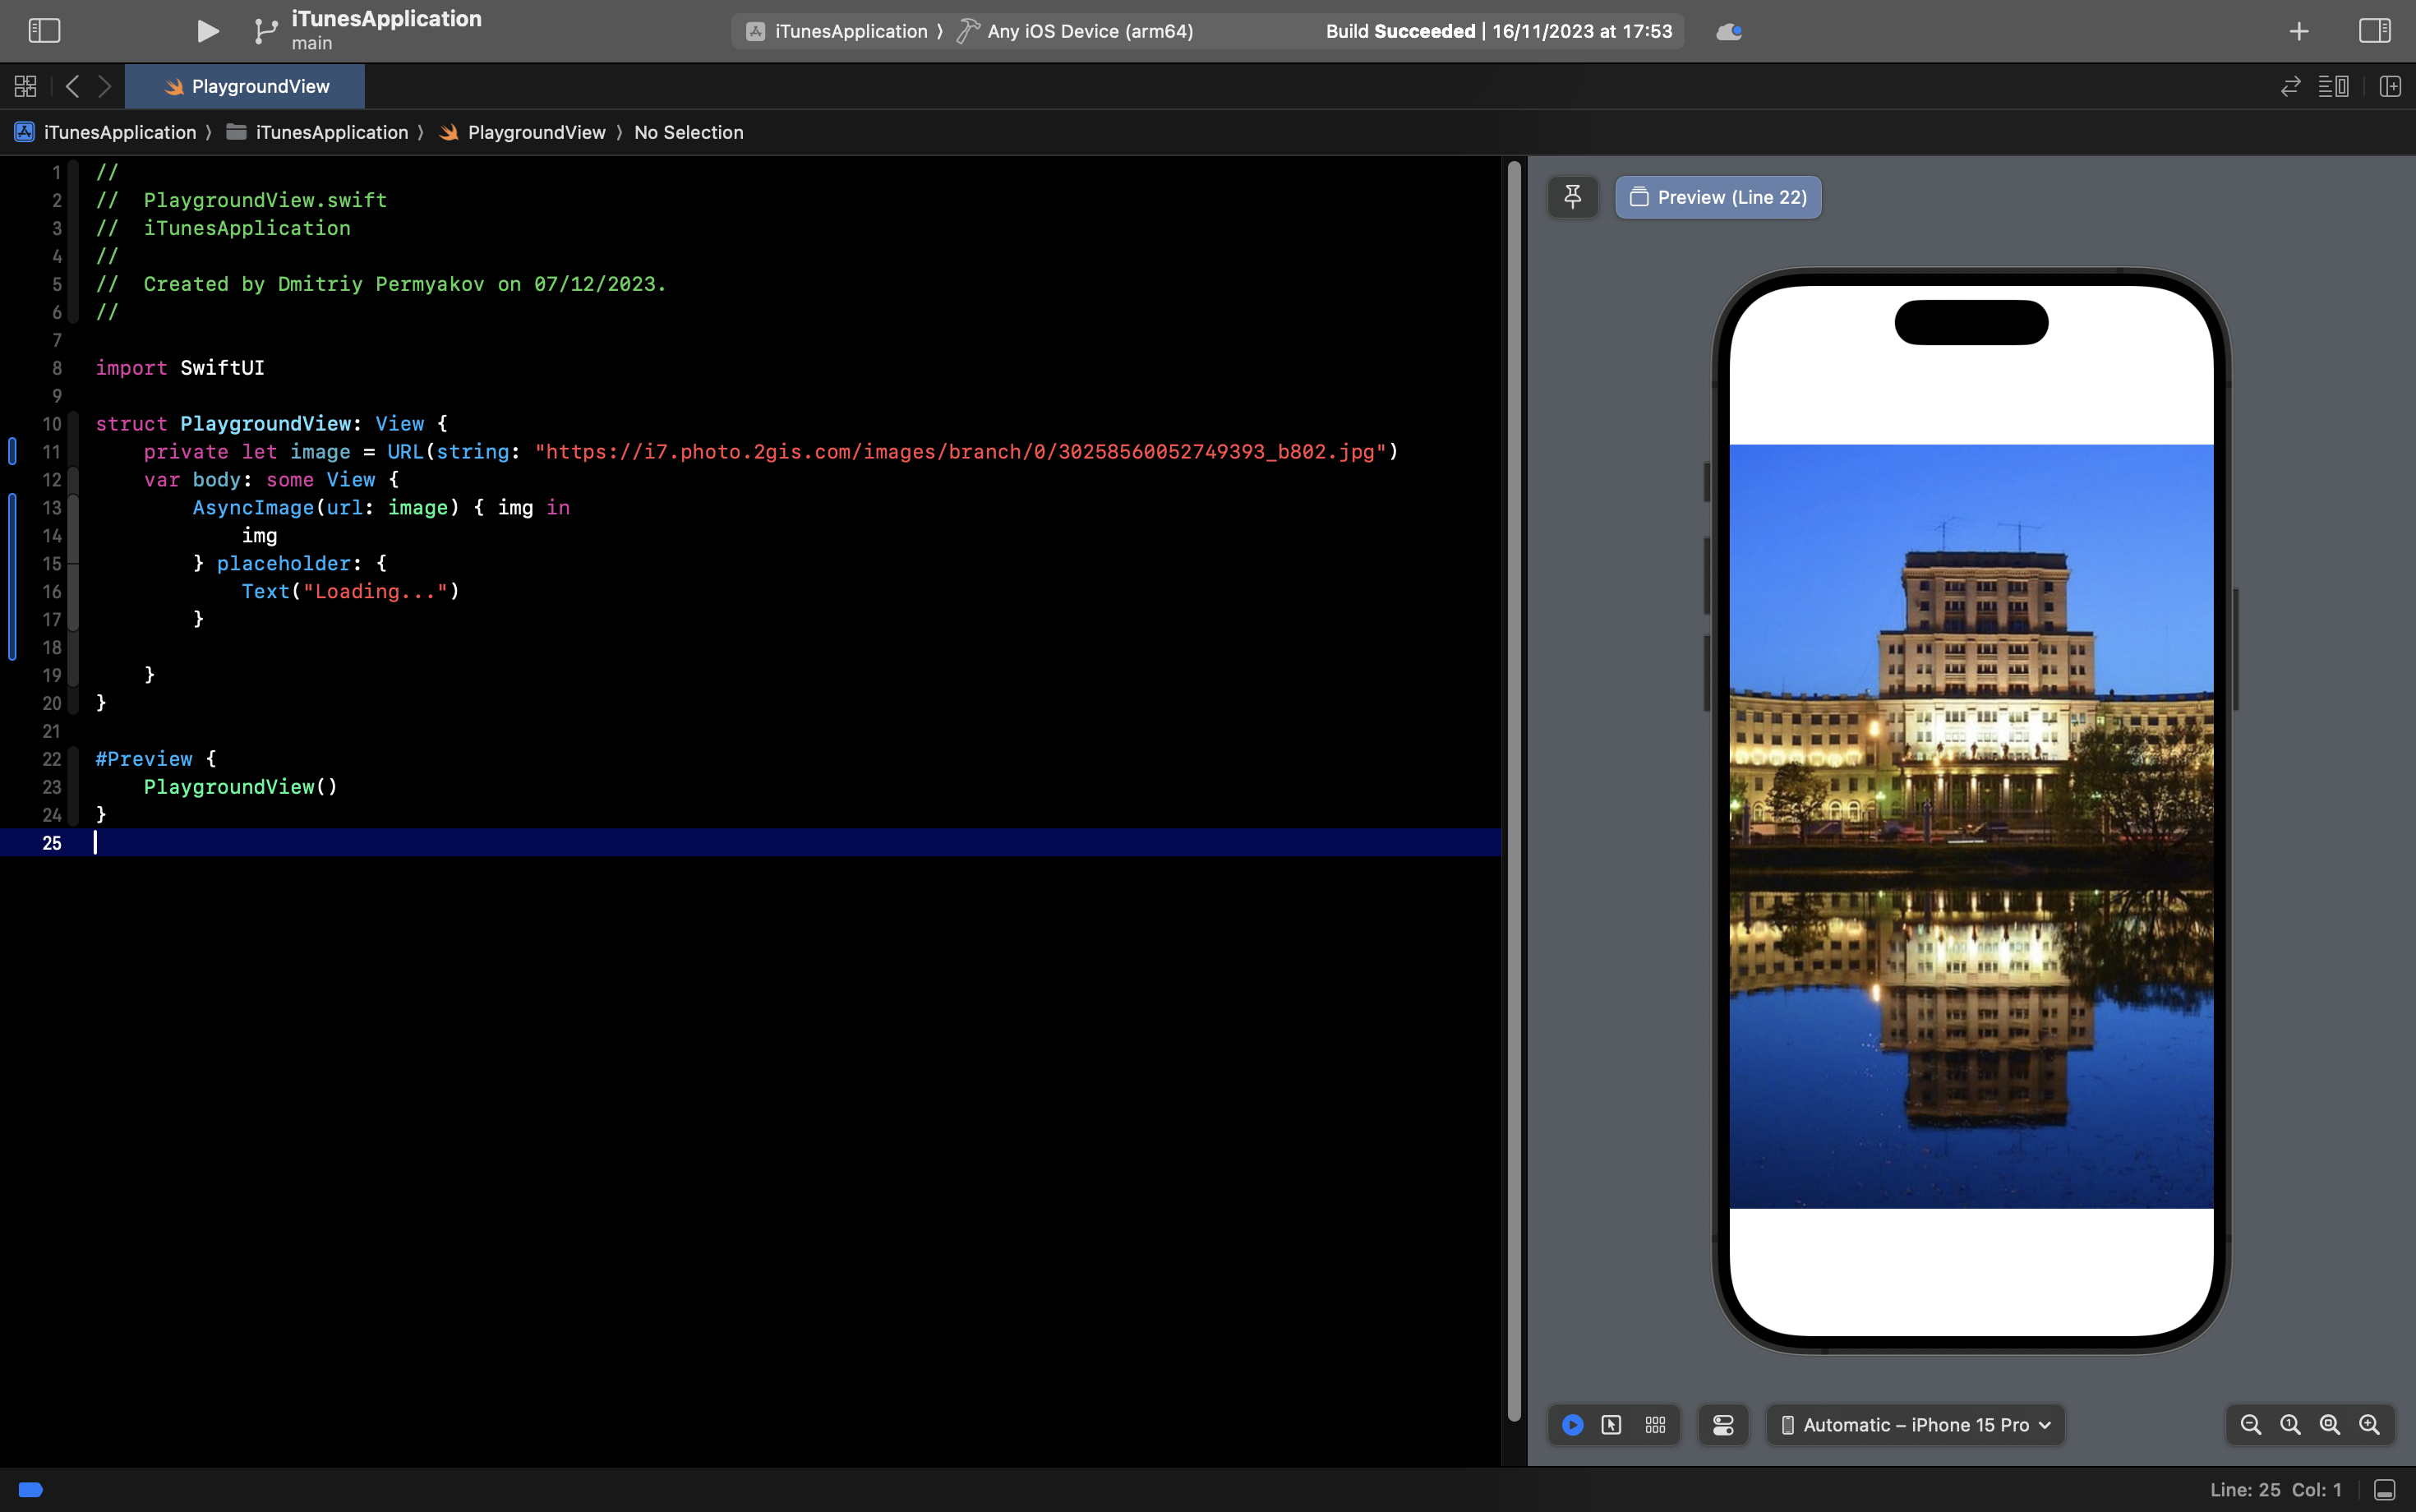 iTunesApplication
main
iTunesApplication 〉 Any iOS Device (arm64)
Build Succeeded | 16/11/2023 at 17:53
PlaygroundView
iTunesApplication 〉 iTunesApplication 〉 PlaygroundView 〉 No Selection
1 //
2 //  PlaygroundView.swift
3 //  iTunesApplication
4 //
5 //  Created by Dmitriy Permyakov on 07/12/2023.
6 //
7
8 import SwiftUI
9
10 struct PlaygroundView: View {
11     private let image = URL(string: "https://i7.photo.2gis.com/images/branch/0/30258560052749393_b802.jpg")
12     var body: some View {
13         AsyncImage(url: image) { img in
14             img
15         } placeholder: {
16             Text("Loading...")
17         }
18
19     }
20 }
21
22 #Preview {
23     PlaygroundView()
24 }
25
Preview (Line 22)
Automatic – iPhone 15 Pro
Line: 25 Col: 1